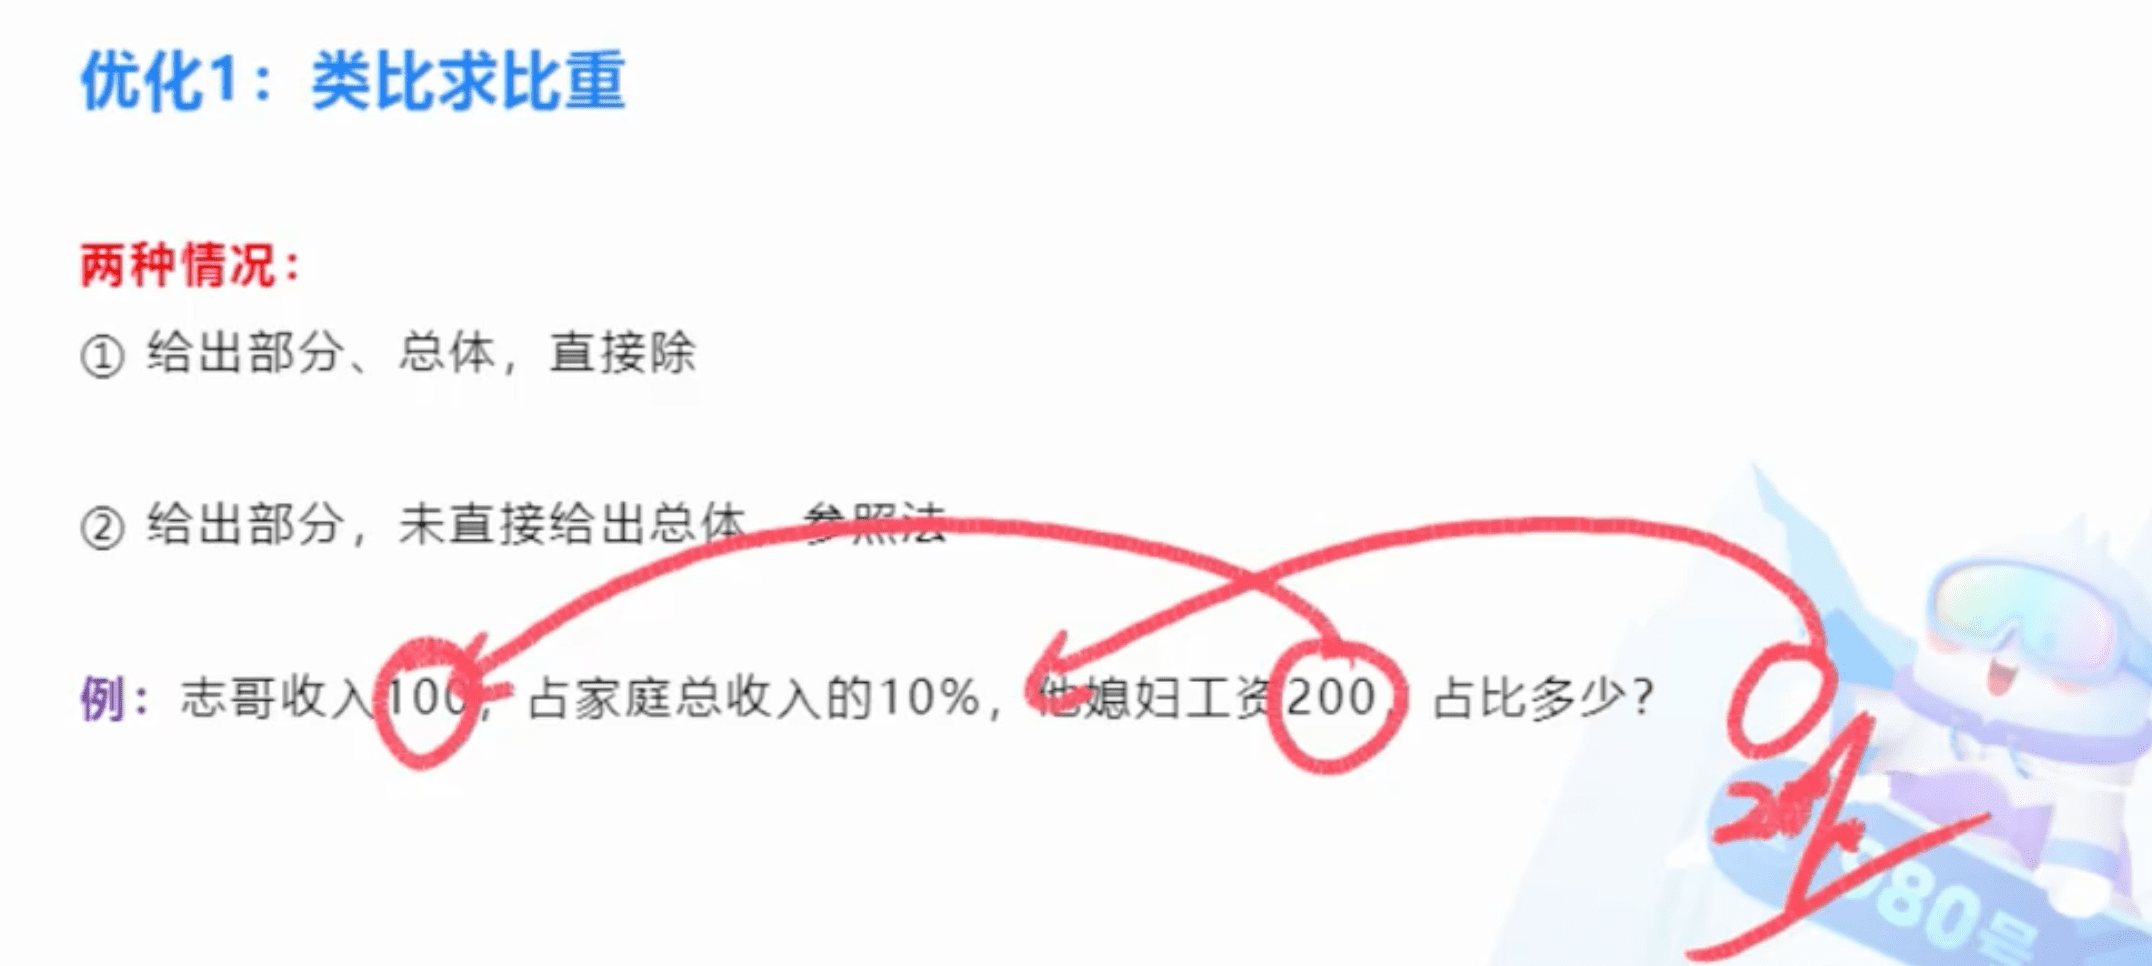 优化1：类比求比重
两种情况：
① 给出部分、总体，直接除
② 给出部分，未直接给出总体，参照法
例：志哥收入100，占家庭总收入的10%，他媳妇工资200，占比多少？
980号